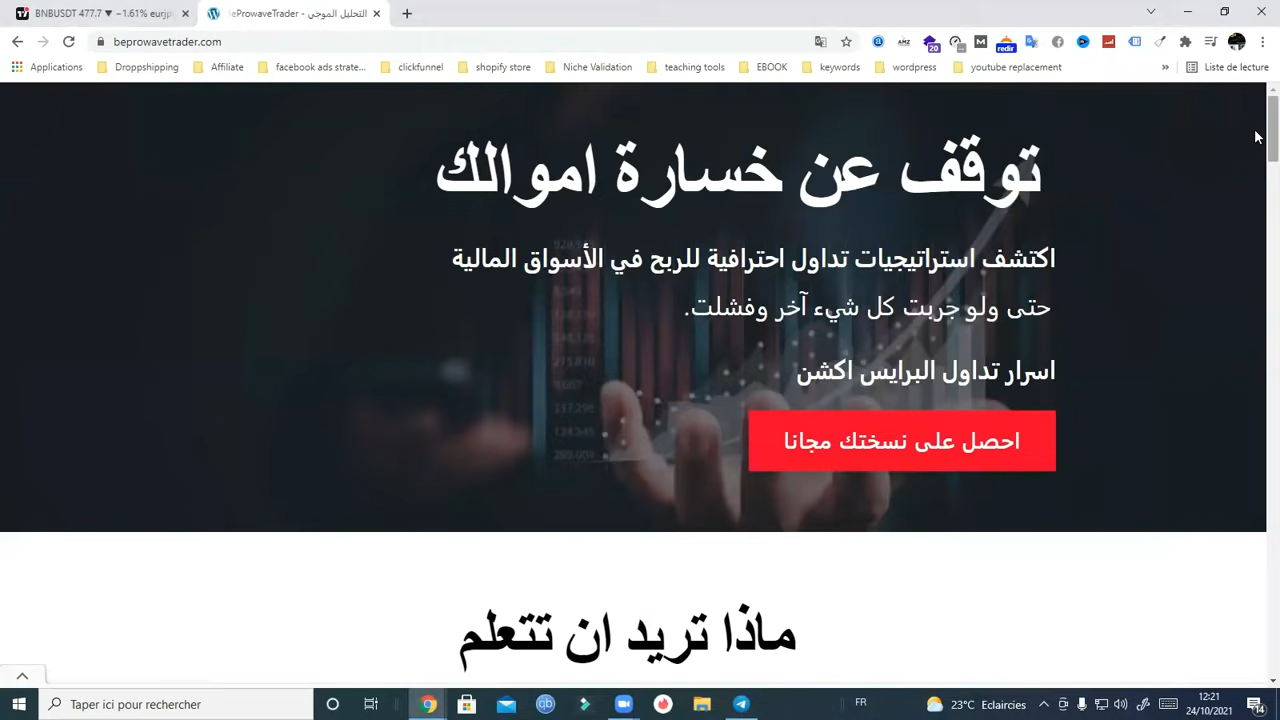 BNBUSDT 477.7 ▼ −1.61% eurjp
BeProwaveTrader - التحليل الموجي
beprowavetrader.com
20
redir
Applications
Droppshipping
Affiliate
facebook ads strate...
clickfunnel
shopify store
Niche Validation
teaching tools
EBOOK
keywords
wordpress
youtube replacement
»
Liste de lecture
توقف عن خسارة اموالك
اكتشف استراتيجيات تداول احترافية للربح في الأسواق المالية
حتى ولو جربت كل شيء آخر وفشلت.
اسرار تداول البرايس اكشن
احصل على نسختك مجانا
ماذا تريد ان تتعلم
Taper ici pour rechercher
FR
23°C Eclaircies
12:21
24/10/2021